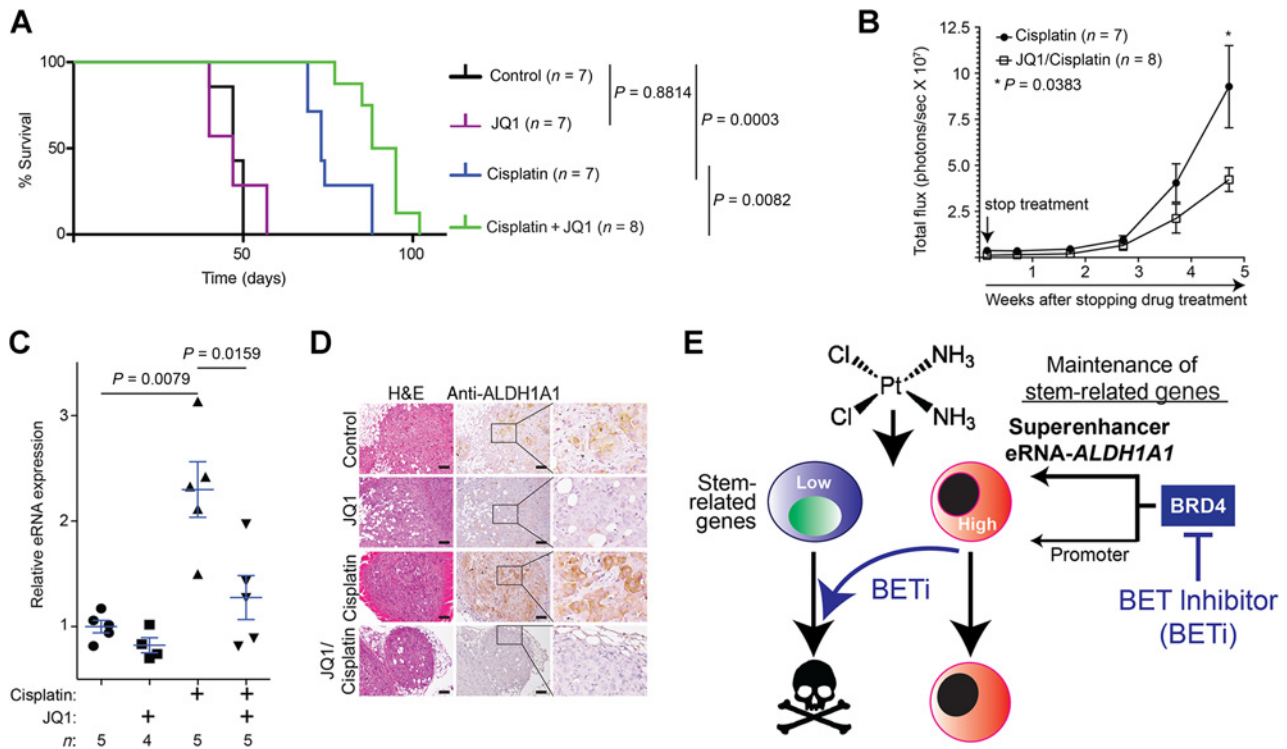 A
100
50
0
% Survival
50
100
Time (days)
Control (n = 7)
JQ1 (n = 7)
Cisplatin (n = 7)
Cisplatin + JQ1 (n = 8)
P = 0.8814
P = 0.0003
P = 0.0082
B
12.5
10
7.5
5.0
2.5
Total flux (photons/sec X 10⁷)
Cisplatin (n = 7)
JQ1/Cisplatin (n = 8)
* P = 0.0383
*
stop treatment
1 2 3 4 5
Weeks after stopping drug treatment
C
P = 0.0159
P = 0.0079
3
2
1
Relative eRNA expression
Cisplatin: + +
JQ1: + +
n: 5 4 5 5
D
H&E Anti-ALDH1A1
Control
JQ1
Cisplatin
JQ1/
Cisplatin
E
Cl NH₃
Pt
Cl NH₃
Maintenance of
stem-related genes
Superenhancer
eRNA-ALDH1A1
Stem-
related
genes
Low
High
BRD4
Promoter
BETi
BET Inhibitor
(BETi)